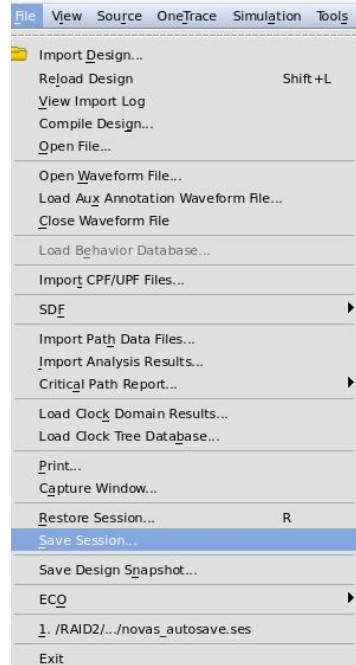 File View Source OneTrace Simulation Tools
Import Design...
Reload Design Shift+L
View Import Log
Compile Design...
Open File...
Open Waveform File...
Load Aux Annotation Waveform File...
Close Waveform File
Load Behavior Database...
Import CPF/UPF Files...
SDF
Import Path Data Files...
Import Analysis Results...
Critical Path Report...
Load Clock Domain Results...
Load Clock Tree Database...
Print...
Capture Window...
Restore Session... R
Save Session...
Save Design Snapshot...
ECO
1. /RAID2/.../novas_autosave.ses
Exit